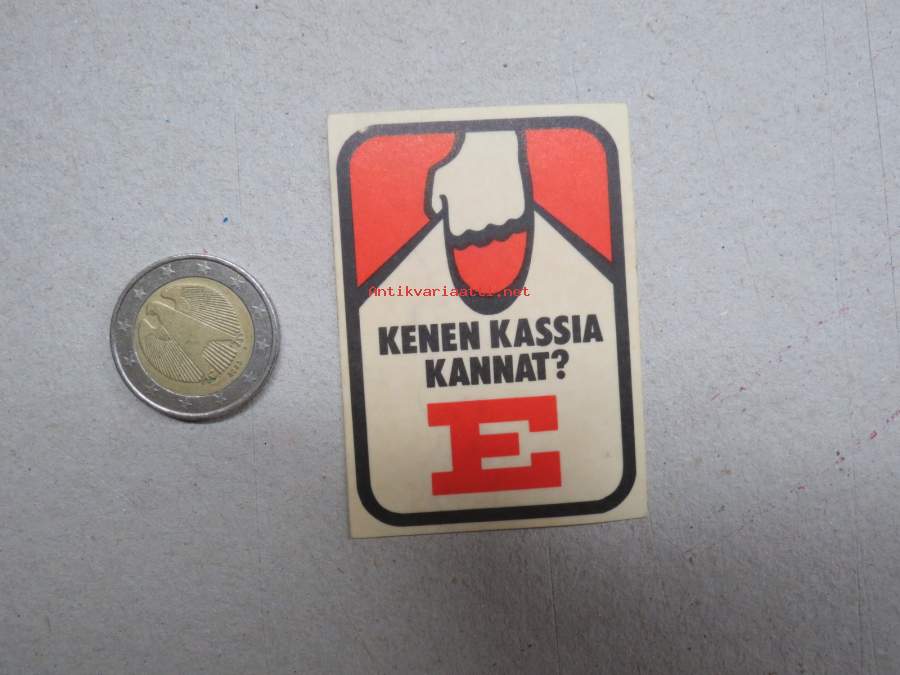 Antikvariaatti.net
KENEN KASSIA
KANNAT?
E